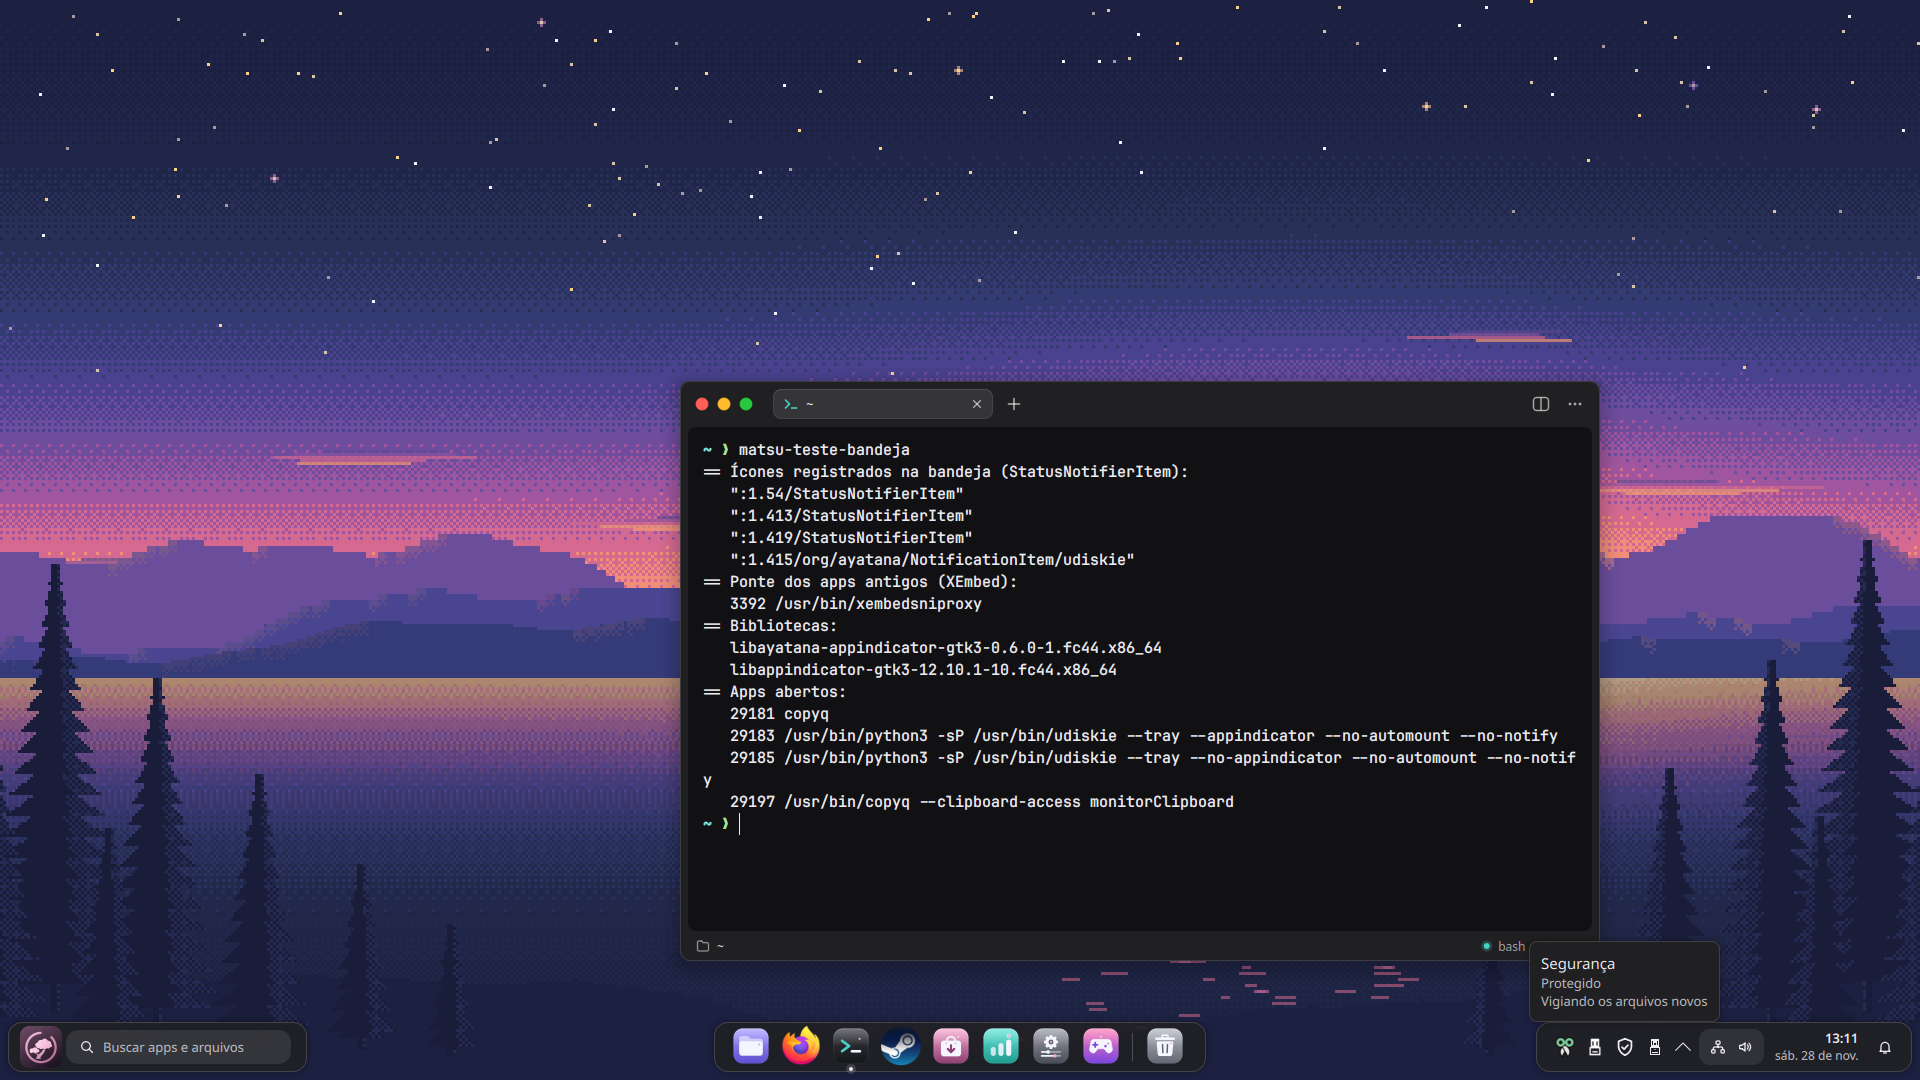 ~
~ ❯ matsu-teste-bandeja
== Ícones registrados na bandeja (StatusNotifierItem):
":1.54/StatusNotifierItem"
":1.413/StatusNotifierItem"
":1.419/StatusNotifierItem"
":1.415/org/ayatana/NotificationItem/udiskie"
== Ponte dos apps antigos (XEmbed):
3392 /usr/bin/xembedsniproxy
== Bibliotecas:
libayatana-appindicator-gtk3-0.6.0-1.fc44.x86_64
libappindicator-gtk3-12.10.1-10.fc44.x86_64
== Apps abertos:
29181 copyq
29183 /usr/bin/python3 -sP /usr/bin/udiskie --tray --appindicator --no-automount --no-notify
29185 /usr/bin/python3 -sP /usr/bin/udiskie --tray --no-appindicator --no-automount --no-notif
y
29197 /usr/bin/copyq --clipboard-access monitorClipboard
~ ❯
~
bash
Segurança
Protegido
Vigiando os arquivos novos
Buscar apps e arquivos
13:11
sáb. 28 de nov.